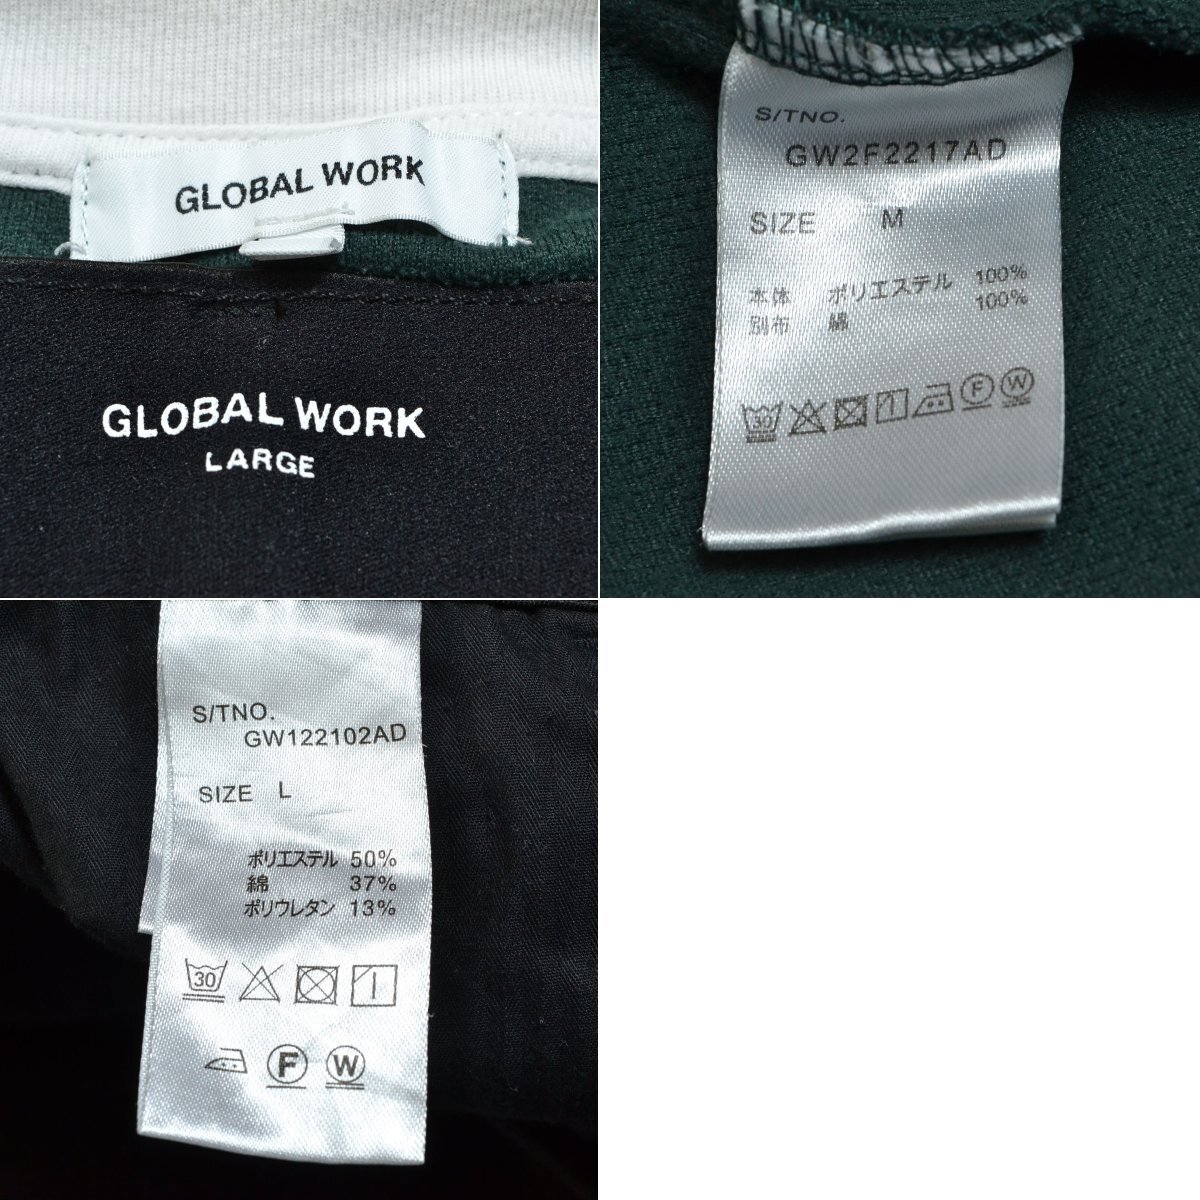 GLOBAL WORK
GLOBAL WORK
LARGE
S/TNO.
GW2F2217AD
SIZE M
本体 ポリエステル 100%
別布 綿 100%
30 F W
S/TNO.
GW122102AD
SIZE L
ポリエステル 50%
綿 37%
ポリウレタン 13%
30
F W